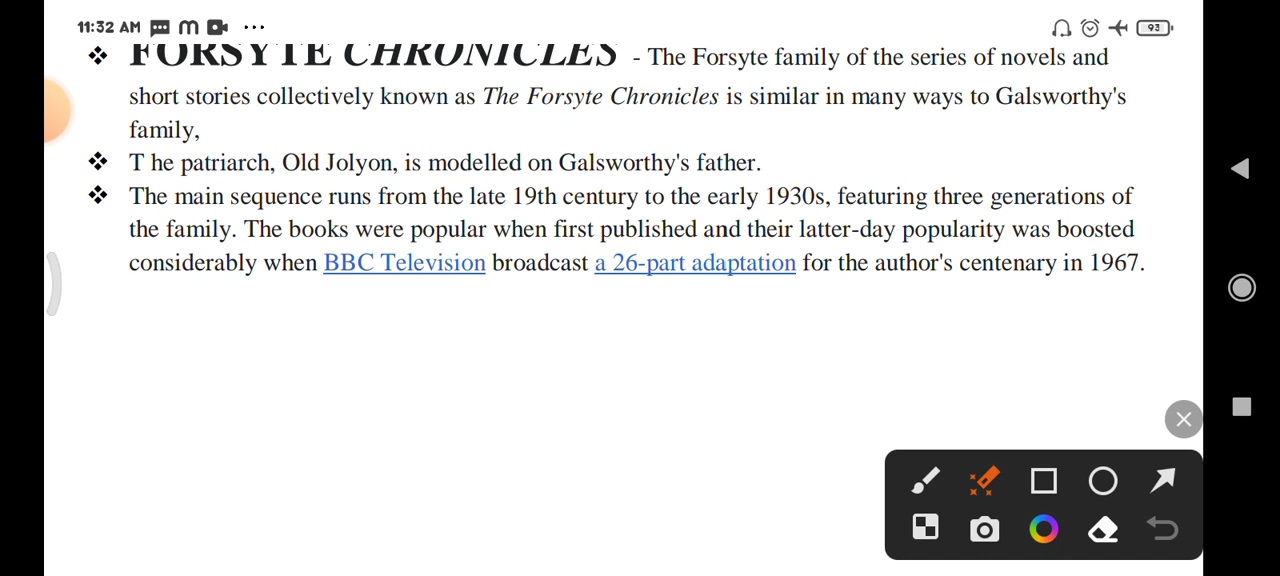 11:32 AM
93
❖ FORSYTE CHRONICLES - The Forsyte family of the series of novels and
short stories collectively known as The Forsyte Chronicles is similar in many ways to Galsworthy's
family,
❖ T he patriarch, Old Jolyon, is modelled on Galsworthy's father.
❖ The main sequence runs from the late 19th century to the early 1930s, featuring three generations of
the family. The books were popular when first published and their latter-day popularity was boosted
considerably when BBC Television broadcast a 26-part adaptation for the author's centenary in 1967.